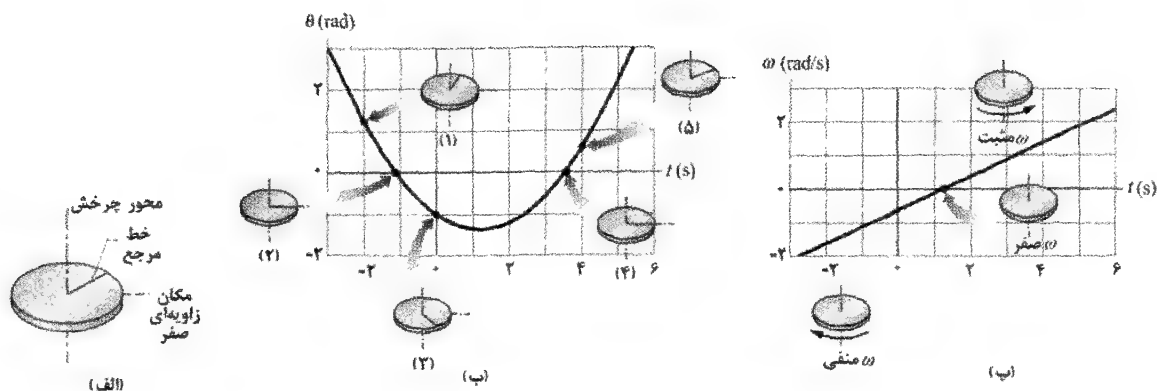 θ (rad)
۲
۰
-۲
-۲
۰
۲
۴
۶
t (s)
(۱)
(۲)
(۳)
(۴)
(۵)
(ب)
ω (rad/s)
۲
۰
-۲
-۲
۰
۲
۴
۶
t (s)
ω مثبت
ω صفر
ω منفی
(پ)
محور چرخش
خط
مرجع
مکان
زاویه‌ای
صفر
(الف)